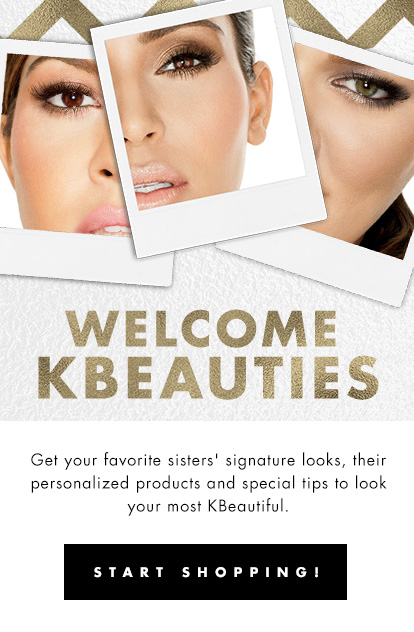 WELCOME
KBEAUTIES
Get your favorite sisters' signature looks, their
personalized products and special tips to look
your most KBeautiful.
START SHOPPING!